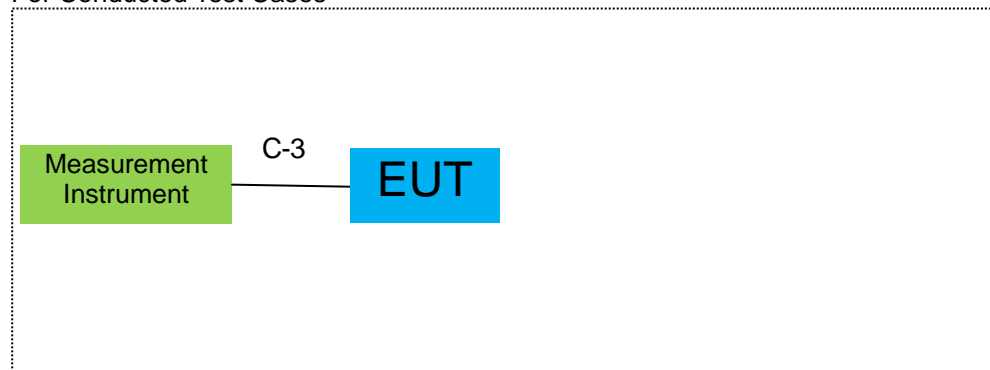 For Conducted Test Cases
C-3
Measurement
Instrument
EUT